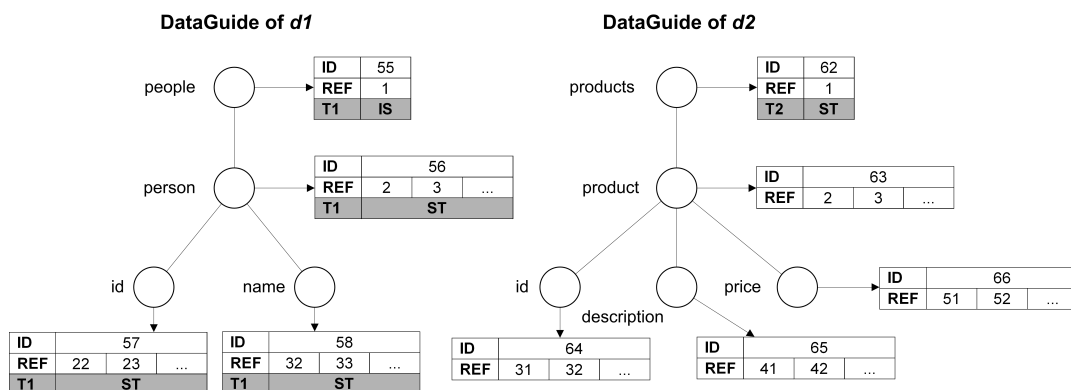 DataGuide of d1
people
ID 55
REF 1
T1 IS
person
ID 56
REF 2 3 ...
T1 ST
id
name
ID 57
REF 22 23 ...
T1 ST
ID 58
REF 32 33 ...
T1 ST
DataGuide of d2
products
ID 62
REF 1
T2 ST
product
ID 63
REF 2 3 ...
id
description
price
ID 66
REF 51 52 ...
ID 64
REF 31 32 ...
ID 65
REF 41 42 ...